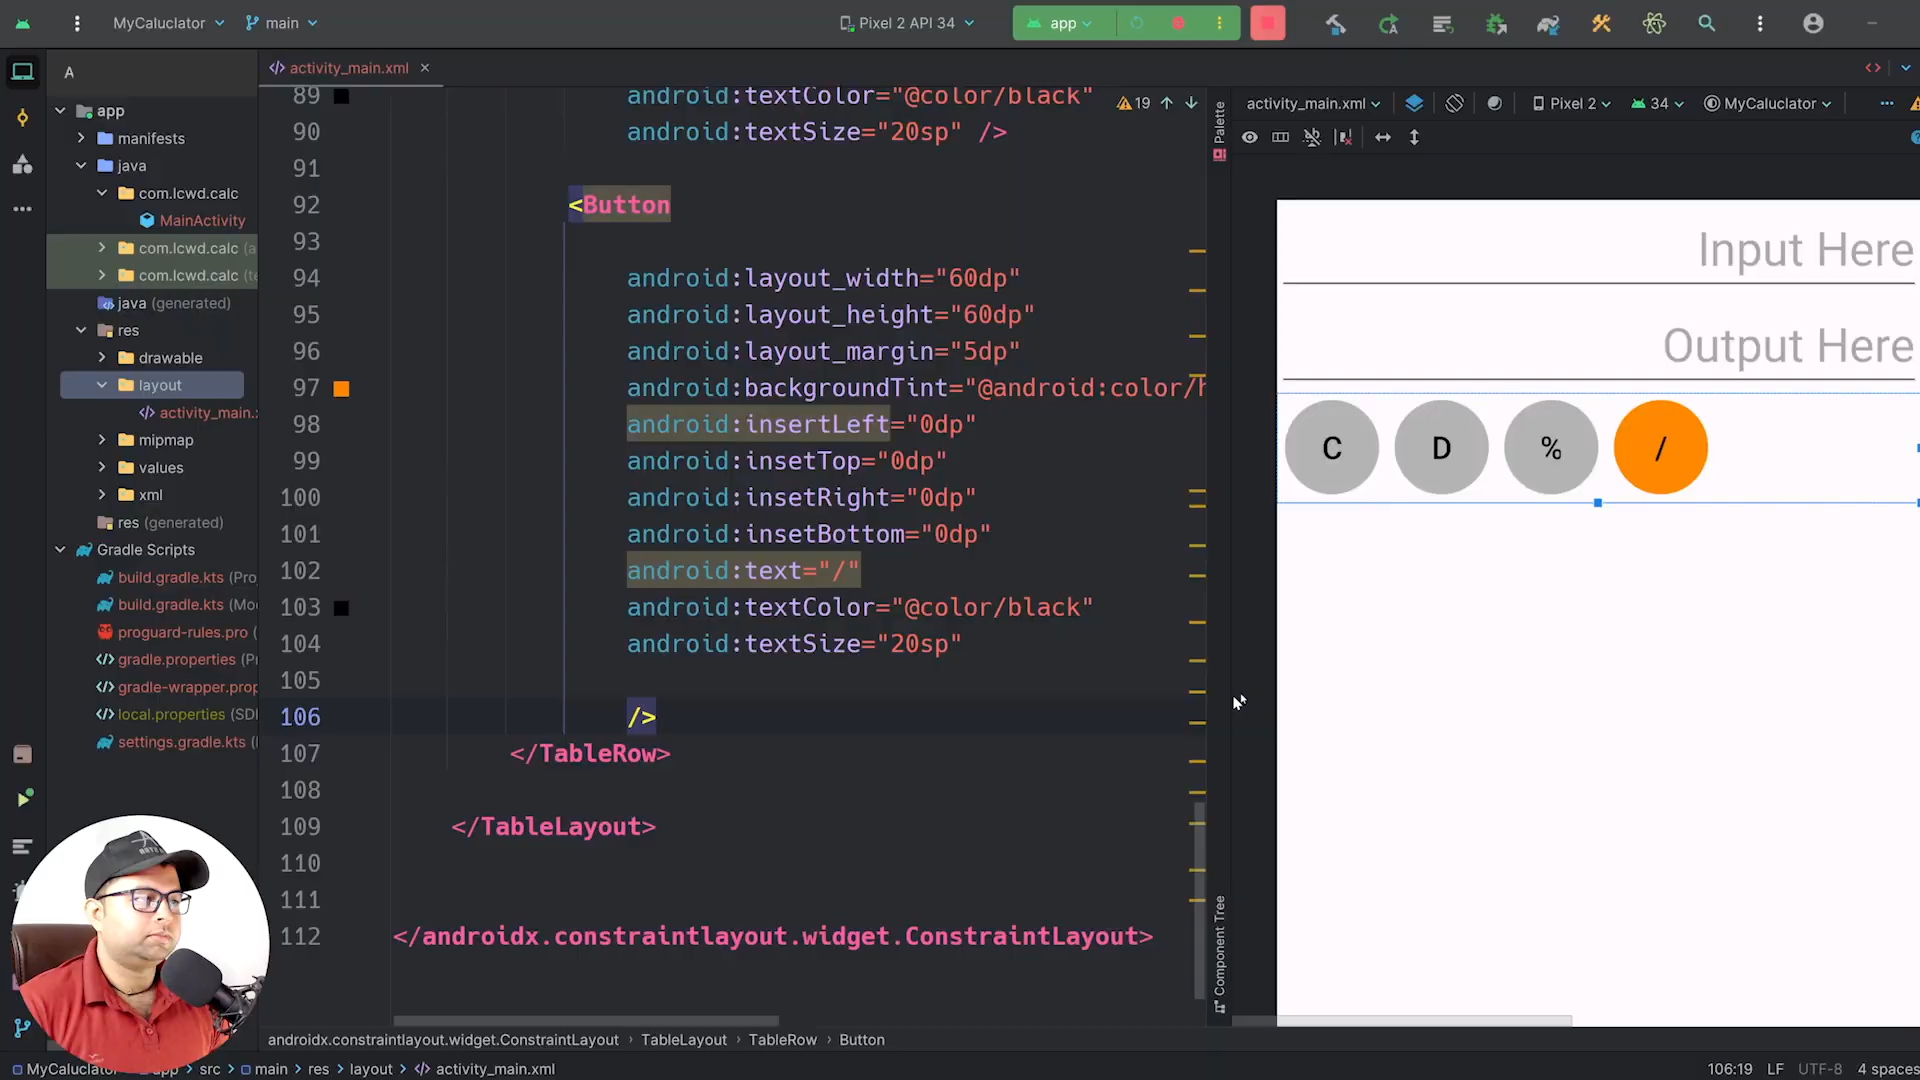 MyCaluclator
main
Pixel 2 API 34
app
A
activity_main.xml
app
manifests
java
com.lcwd.calc
MainActivity
com.lcwd.calc (a
com.lcwd.calc (te
java (generated)
res
drawable
layout
activity_main.
mipmap
values
xml
res (generated)
Gradle Scripts
build.gradle.kts (Pro
build.gradle.kts (Mo
proguard-rules.pro (
gradle.properties (P
gradle-wrapper.prop
local.properties (SD
settings.gradle.kts (
89 android:textColor="@color/black"
90 android:textSize="20sp" />
91
92 <Button
93
94 android:layout_width="60dp"
95 android:layout_height="60dp"
96 android:layout_margin="5dp"
97 android:backgroundTint="@android:color/h
98 android:insertLeft="0dp"
99 android:insetTop="0dp"
100 android:insetRight="0dp"
101 android:insetBottom="0dp"
102 android:text="/"
103 android:textColor="@color/black"
104 android:textSize="20sp"
105
106 />
107 </TableRow>
108
109 </TableLayout>
110
111
112 </androidx.constraintlayout.widget.ConstraintLayout>
19
Palette
Component Tree
activity_main.xml
Pixel 2
34
MyCaluclator
Input Here
Output Here
C D % /
androidx.constraintlayout.widget.ConstraintLayout › TableLayout › TableRow › Button
MyCaluclator app › src › main › res › layout › activity_main.xml
106:19 LF UTF-8 4 spaces